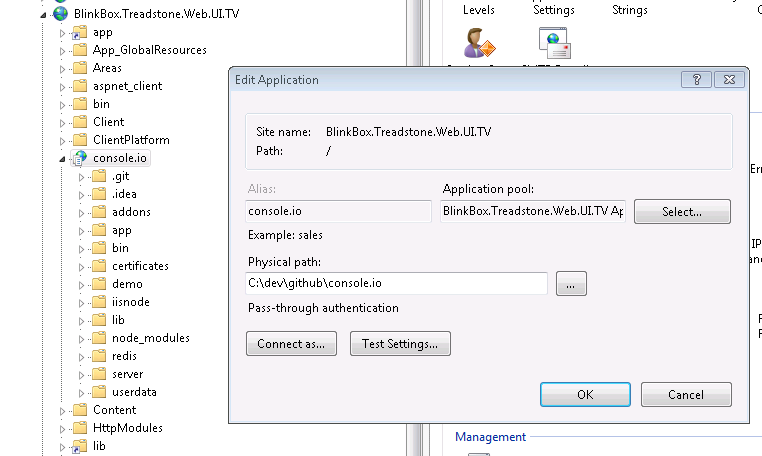 BlinkBox.Treadstone.Web.UI.TV
app
App_GlobalResources
Areas
aspnet_client
bin
Client
ClientPlatform
console.io
.git
.idea
addons
app
bin
certificates
demo
iisnode
lib
node_modules
redis
server
userdata
Content
HttpModules
lib
Levels
Settings
Strings
Edit Application
Site name: BlinkBox.Treadstone.Web.UI.TV
Path: /
Alias:
Application pool:
console.io
BlinkBox.Treadstone.Web.UI.TV Ap
Select...
Example: sales
Physical path:
C:\dev\github\console.io
...
Pass-through authentication
Connect as...
Test Settings...
OK
Cancel
Management